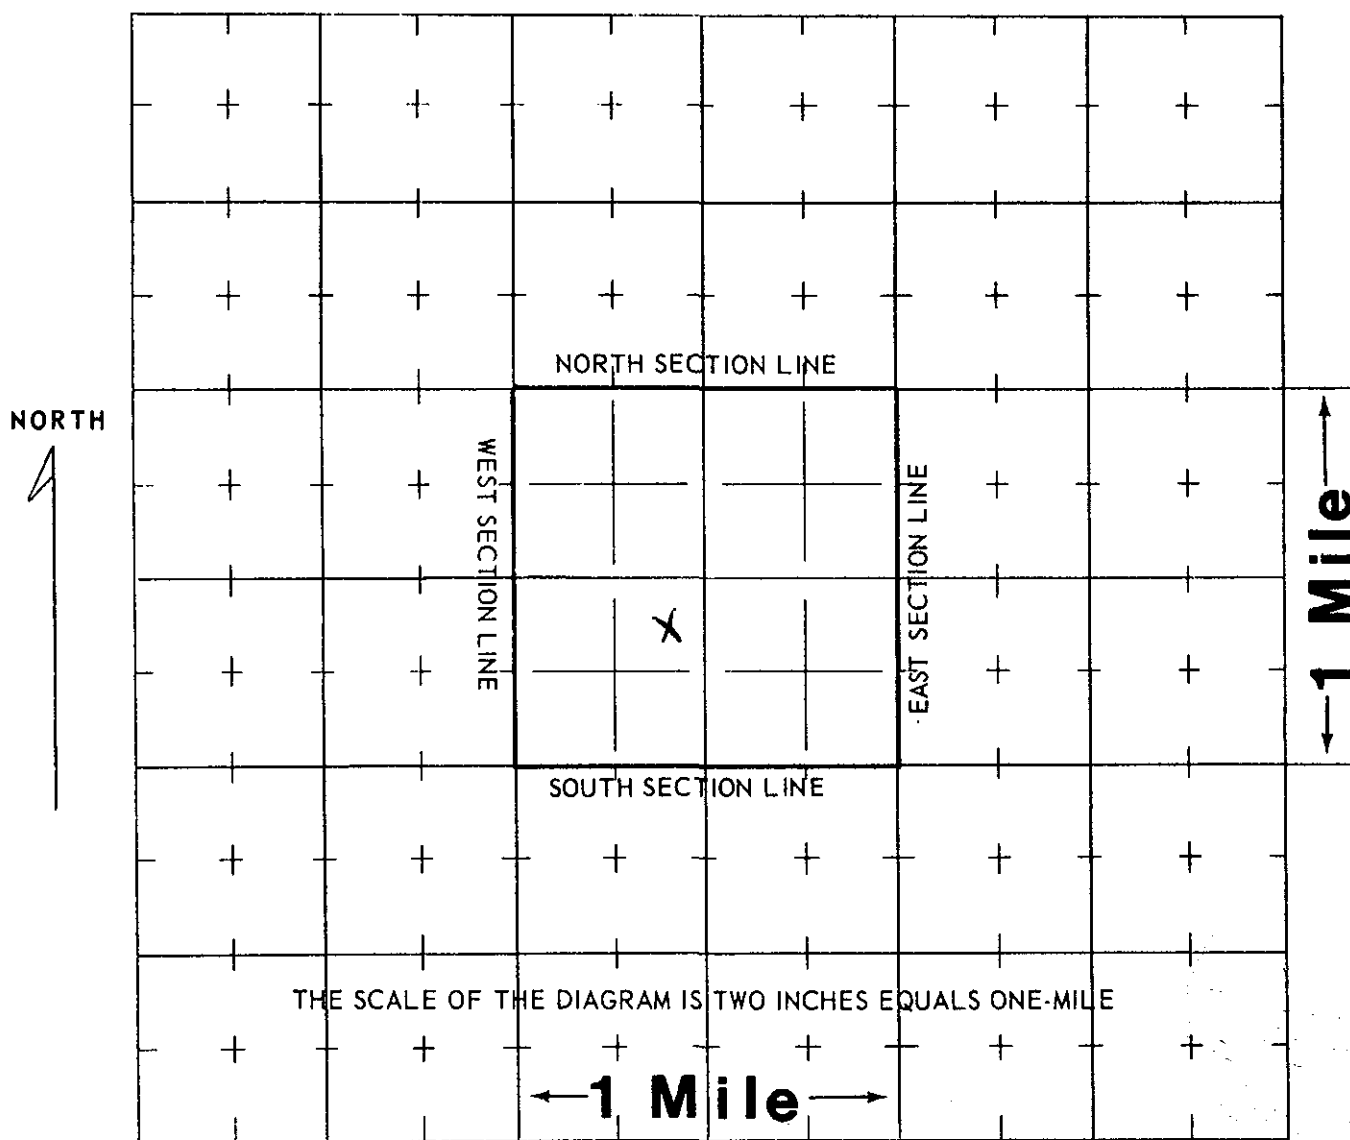 NORTH SECTION LINE
NORTH
WEST SECTION LINE
EAST SECTION LINE
1 Mile
X
SOUTH SECTION LINE
THE SCALE OF THE DIAGRAM IS TWO INCHES EQUALS ONE-MILE
1 Mile